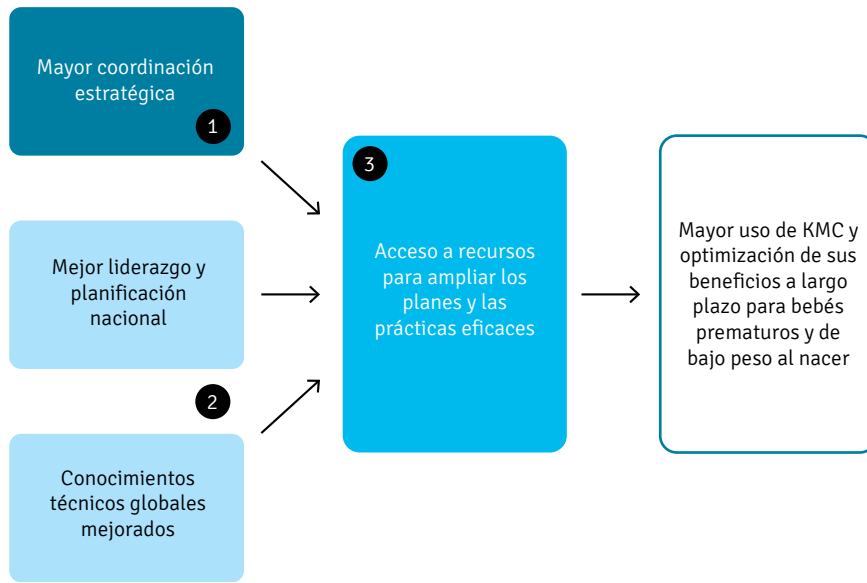 Mayor coordinación
estratégica
1
Mejor liderazgo y
planificación
nacional
2
Conocimientos
técnicos globales
mejorados
3
Acceso a recursos
para ampliar los
planes y las
prácticas eficaces
Mayor uso de KMC y
optimización de sus
beneficios a largo
plazo para bebés
prematuros y de
bajo peso al nacer